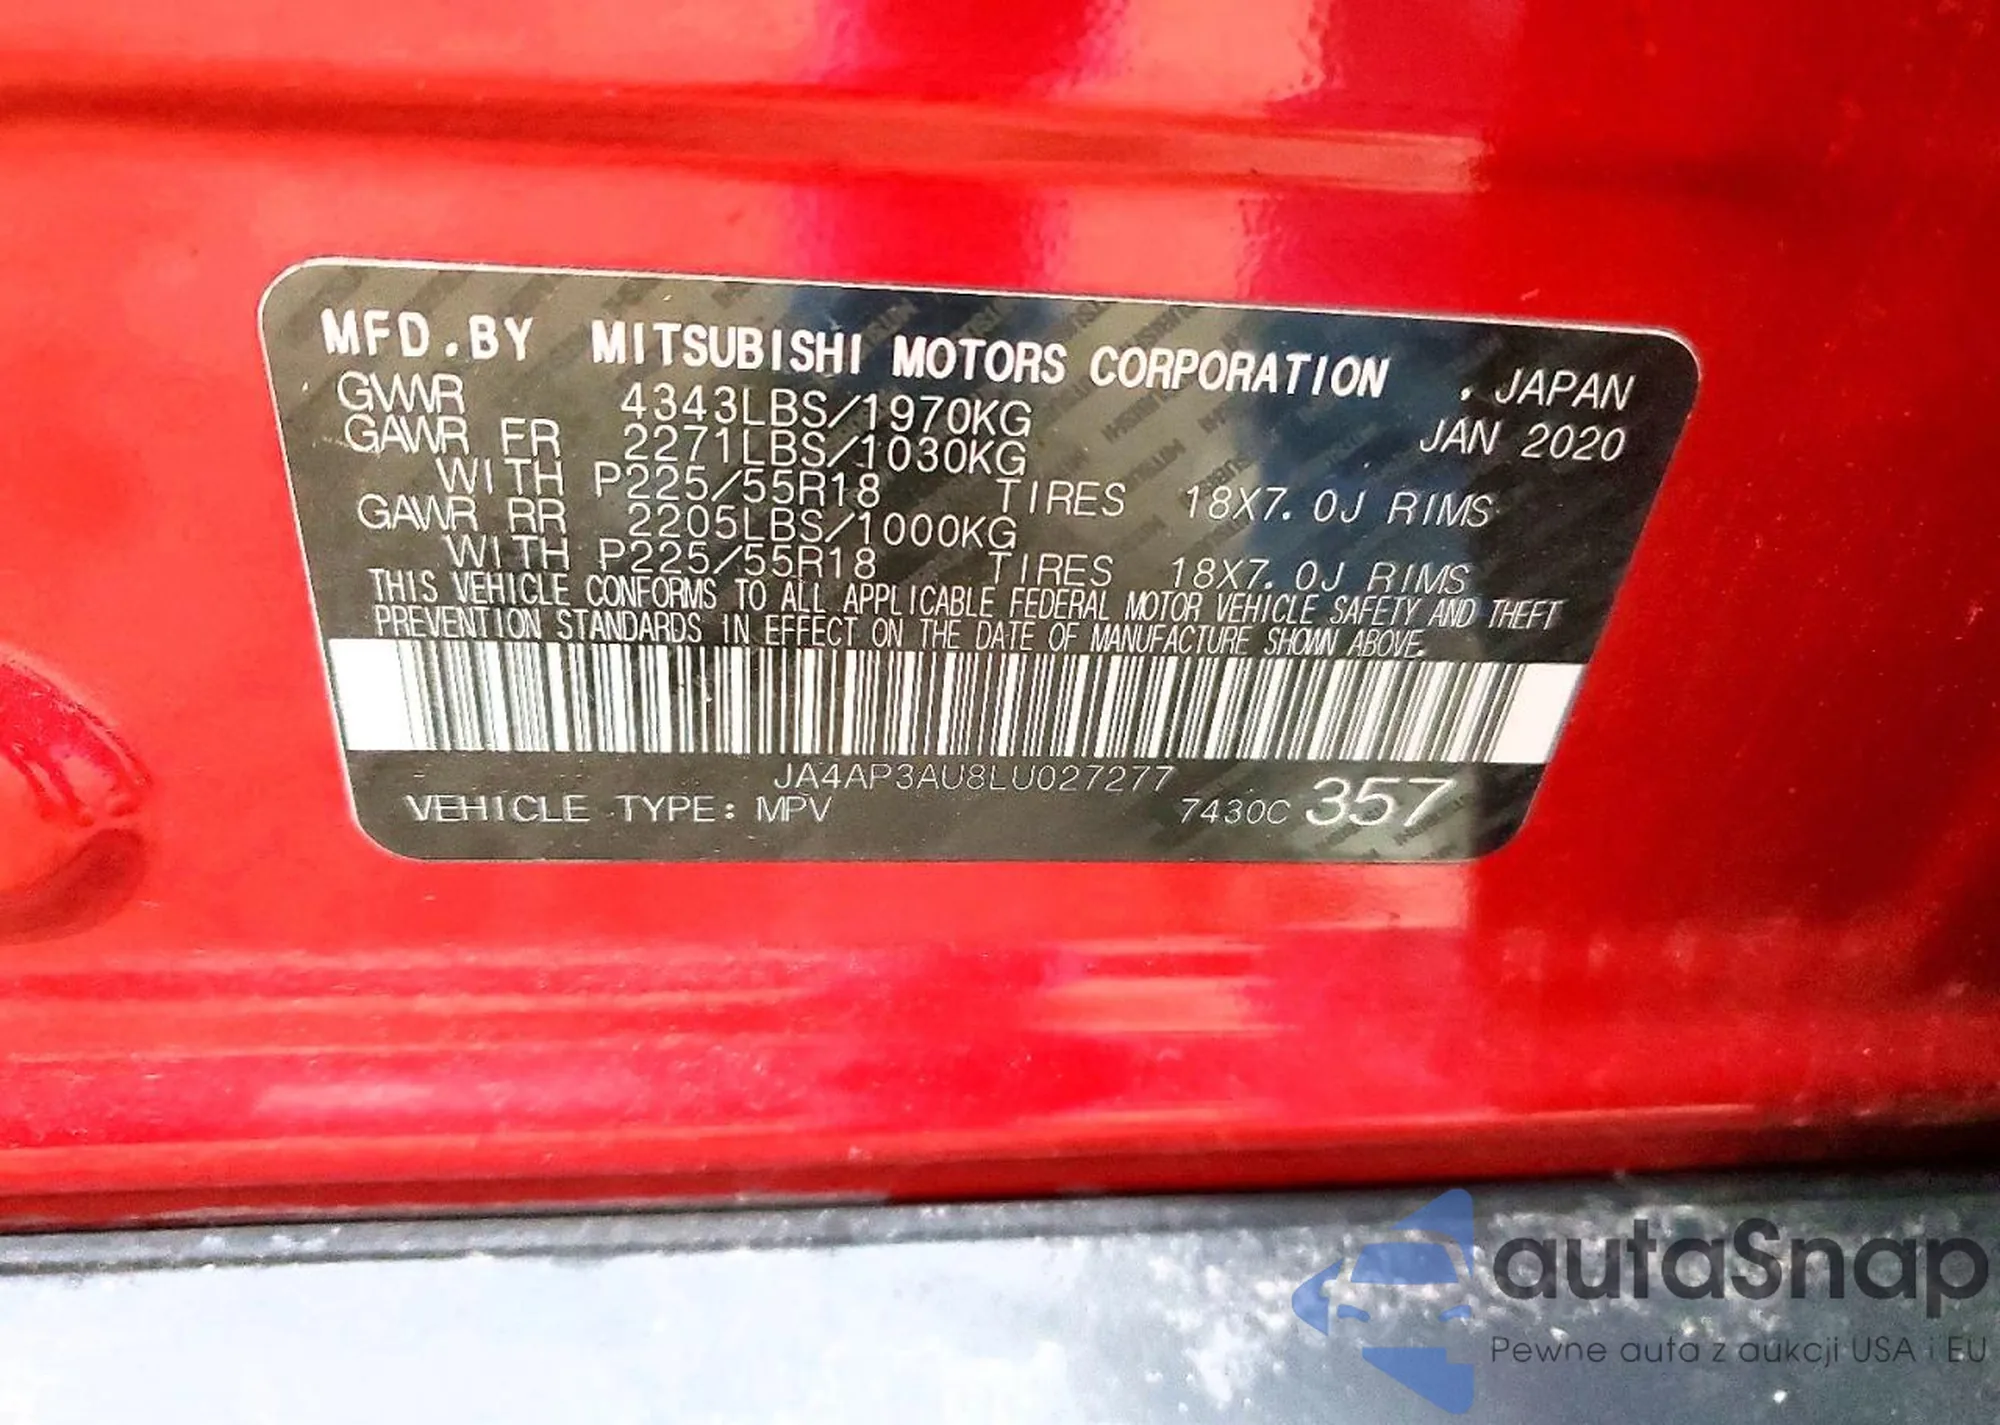 MFD.BY MITSUBISHI MOTORS CORPORATION . JAPAN
GVWR 4343LBS/1970KG JAN 2020
GAWR FR 2271LBS/1030KG
WITH P225/55R18 TIRES 18X7.0J RIMS
GAWR RR 2205LBS/1000KG
WITH P225/55R18 TIRES 18X7.0J RIMS
THIS VEHICLE CONFORMS TO ALL APPLICABLE FEDERAL MOTOR VEHICLE SAFETY AND THEFT
PREVENTION STANDARDS IN EFFECT ON THE DATE OF MANUFACTURE SHOWN ABOVE.
JA4AP3AU8LU027277
VEHICLE TYPE: MPV 7430C 357
autaSnap
Pewne auta z aukcji USA i EU